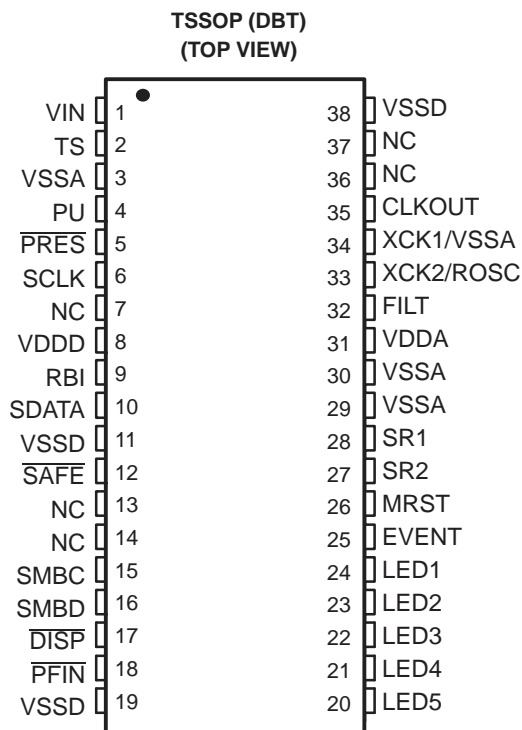 TSSOP (DBT)
(TOP VIEW)
VIN 1 38 VSSD
TS 2 37 NC
VSSA 3 36 NC
PU 4 35 CLKOUT
PRES 5 34 XCK1/VSSA
SCLK 6 33 XCK2/ROSC
NC 7 32 FILT
VDDD 8 31 VDDA
RBI 9 30 VSSA
SDATA 10 29 VSSA
VSSD 11 28 SR1
SAFE 12 27 SR2
NC 13 26 MRST
NC 14 25 EVENT
SMBC 15 24 LED1
SMBD 16 23 LED2
DISP 17 22 LED3
PFIN 18 21 LED4
VSSD 19 20 LED5